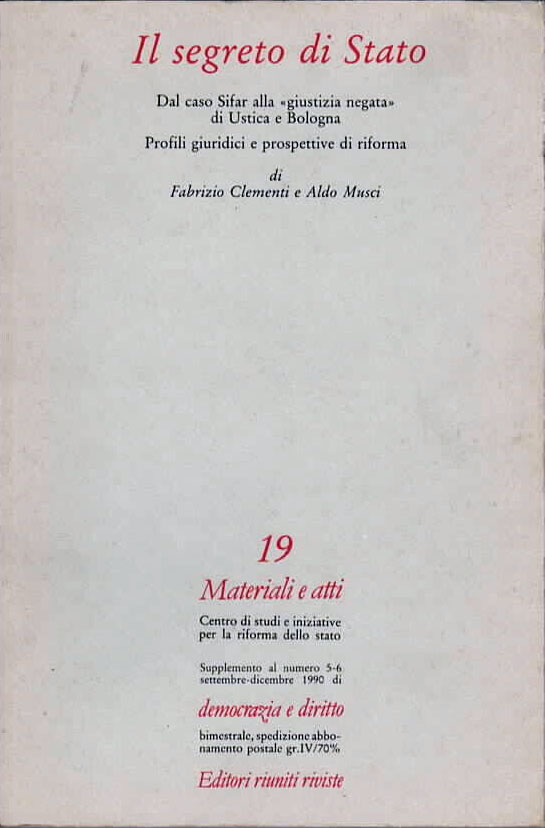 Il segreto di Stato
Dal caso Sifar alla «giustizia negata»
di Ustica e Bologna
Profili giuridici e prospettive di riforma
di
Fabrizio Clementi e Aldo Musci
19
Materiali e atti
Centro di studi e iniziative
per la riforma dello stato
Supplemento al numero 5-6
settembre-dicembre 1990 di
democrazia e diritto
bimestrale, spedizione abbo-
namento postale gr.IV/70%
Editori riuniti riviste